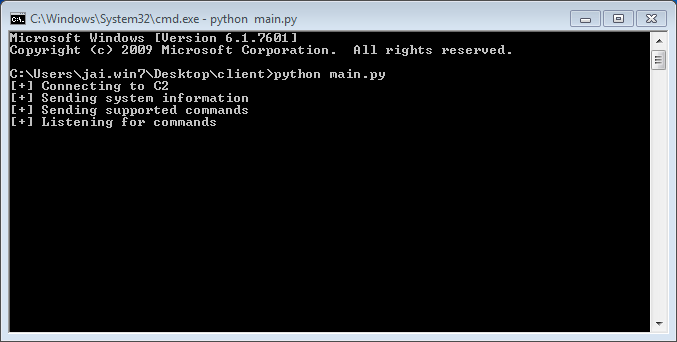 C:\Windows\System32\cmd.exe - python  main.py
Microsoft Windows [Version 6.1.7601]
Copyright (c) 2009 Microsoft Corporation.  All rights reserved.
C:\Users\jai.win7\Desktop\client>python main.py
[+] Connecting to C2
[+] Sending system information
[+] Sending supported commands
[+] Listening for commands